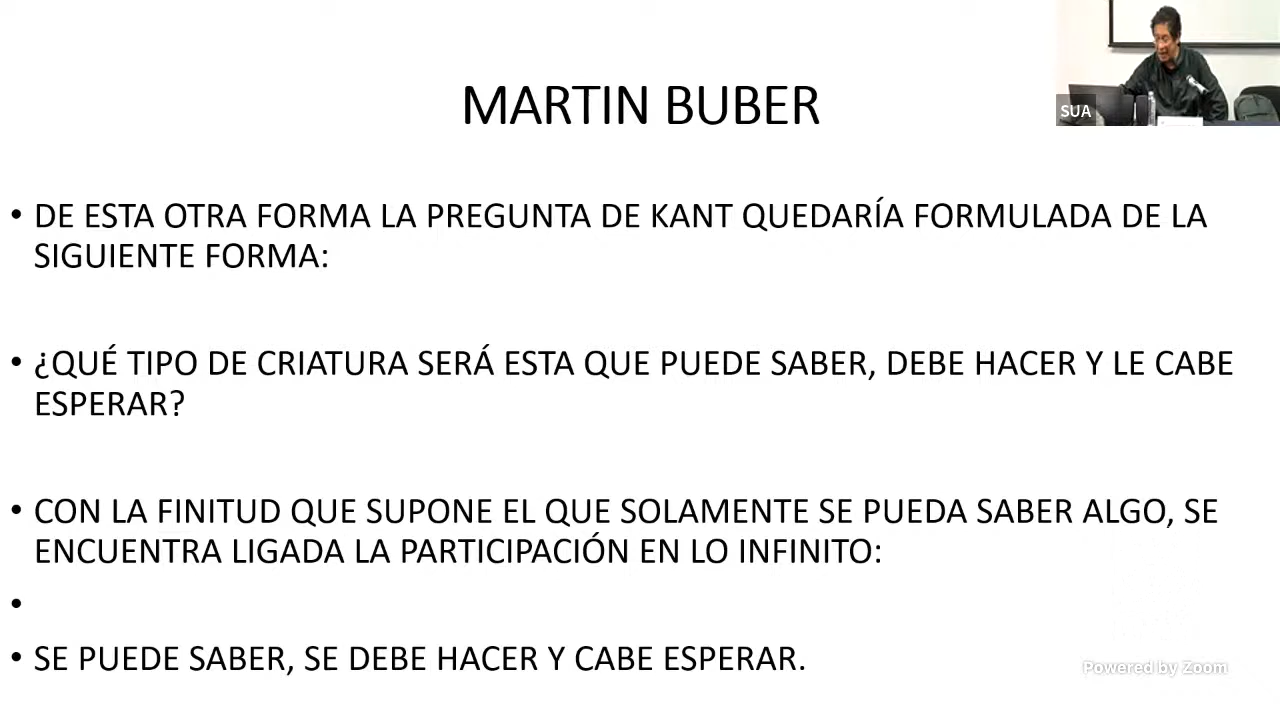 SUA
MARTIN BUBER
• DE ESTA OTRA FORMA LA PREGUNTA DE KANT QUEDARÍA FORMULADA DE LA
SIGUIENTE FORMA:
• ¿QUÉ TIPO DE CRIATURA SERÁ ESTA QUE PUEDE SABER, DEBE HACER Y LE CABE
ESPERAR?
• CON LA FINITUD QUE SUPONE EL QUE SOLAMENTE SE PUEDA SABER ALGO, SE
ENCUENTRA LIGADA LA PARTICIPACIÓN EN LO INFINITO:
•
• SE PUEDE SABER, SE DEBE HACER Y CABE ESPERAR.
Powered by Zoom